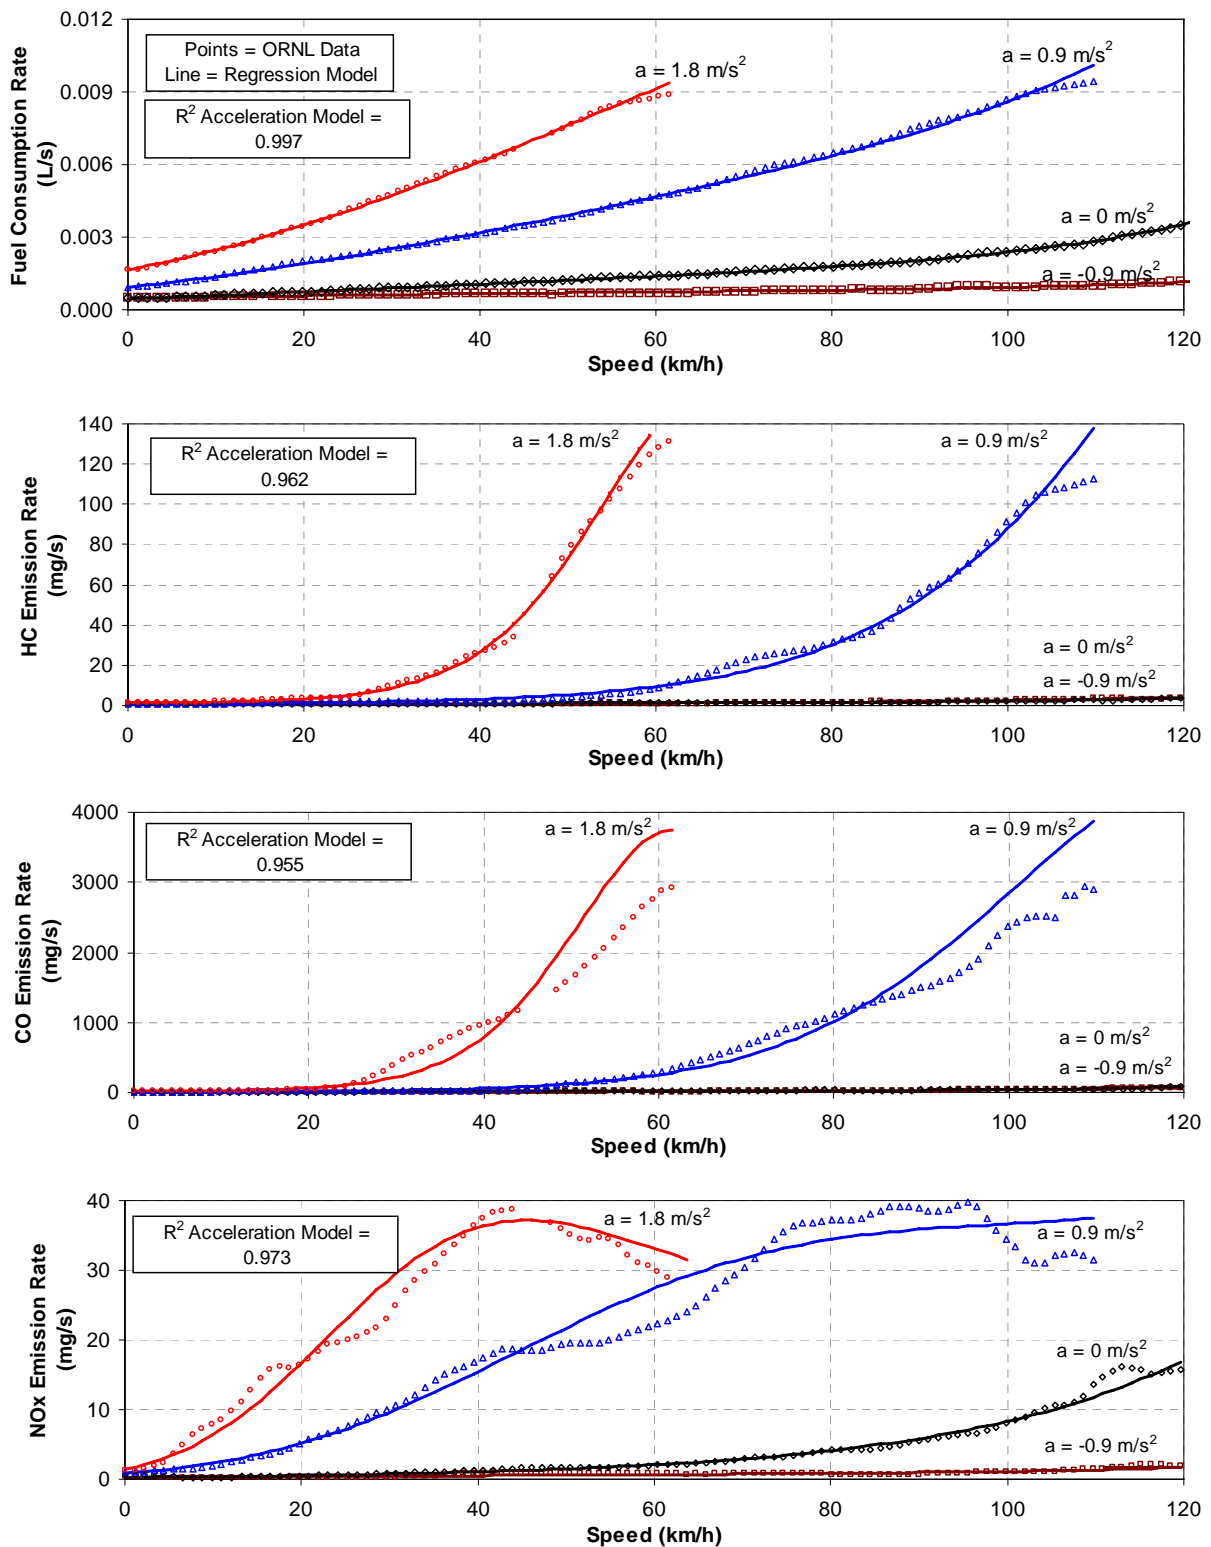 0.012
Points = ORNL Data
Line = Regression Model
a = 1.8 m/s²
a = 0.9 m/s²
0.009
R² Acceleration Model =
0.997
0.006
0.003
a = 0 m/s²
a = -0.9 m/s²
0.000
Fuel Consumption Rate
(L/s)
0 20 40 60 80 100 120
Speed (km/h)
140
R² Acceleration Model =
0.962
a = 1.8 m/s²
a = 0.9 m/s²
120
100
80
60
40
a = 0 m/s²
20
a = -0.9 m/s²
0
HC Emission Rate
(mg/s)
0 20 40 60 80 100 120
Speed (km/h)
4000
R² Acceleration Model =
0.955
a = 1.8 m/s²
a = 0.9 m/s²
3000
2000
1000
a = 0 m/s²
a = -0.9 m/s²
0
CO Emission Rate
(mg/s)
0 20 40 60 80 100 120
Speed (km/h)
40
R² Acceleration Model =
0.973
a = 1.8 m/s²
a = 0.9 m/s²
30
20
a = 0 m/s²
10
a = -0.9 m/s²
0
NOx Emission Rate
(mg/s)
0 20 40 60 80 100 120
Speed (km/h)